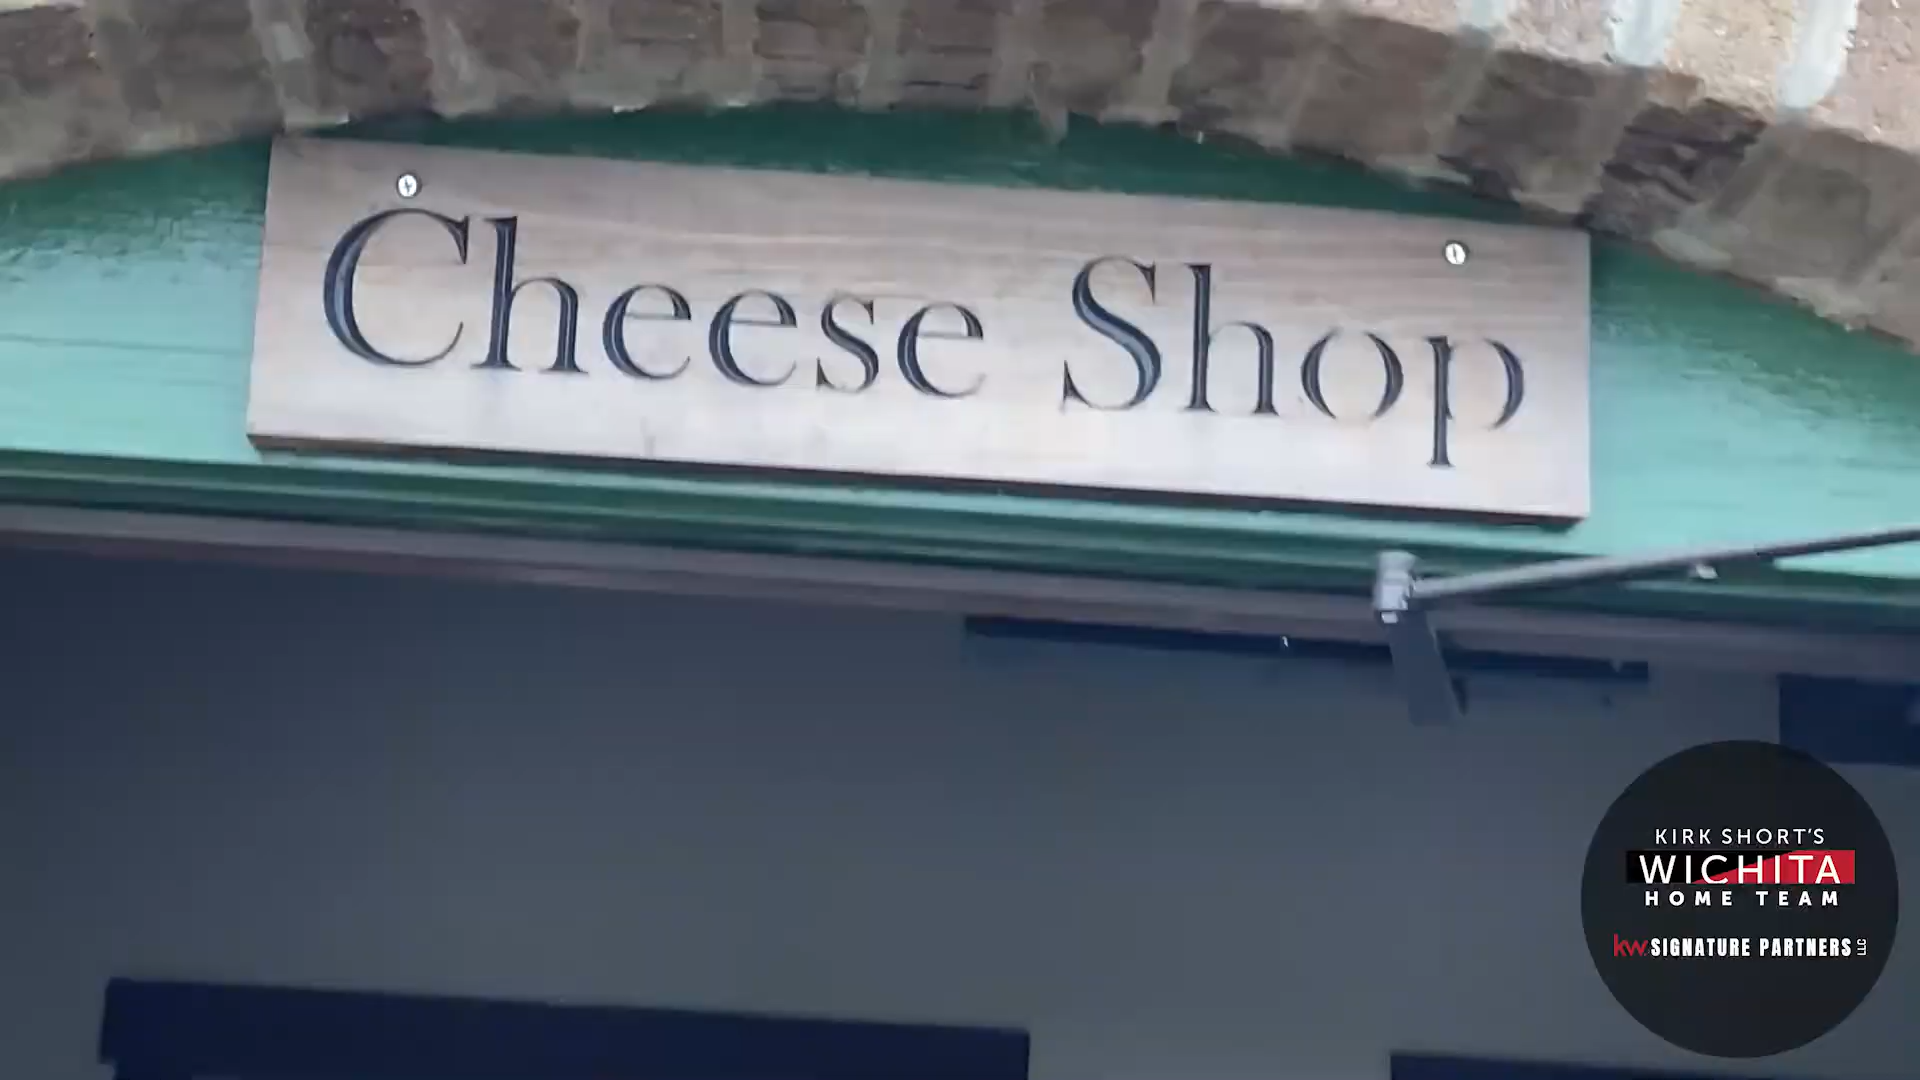 Cheese Shop
KIRK SHORT'S
WICHITA
HOME TEAM
kw SIGNATURE PARTNERS LLC